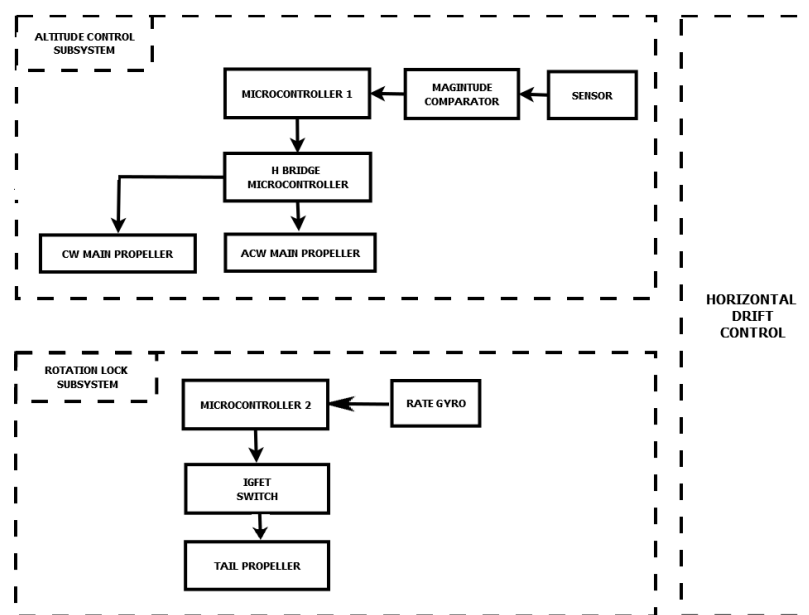 ALTITUDE CONTROL
SUBSYSTEM
MICROCONTROLLER 1
MAGINTUDE
COMPARATOR
SENSOR
H BRIDGE
MICROCONTROLLER
CW MAIN PROPELLER
ACW MAIN PROPELLER
HORIZONTAL
DRIFT
CONTROL
ROTATION LOCK
SUBSYSTEM
MICROCONTROLLER 2
RATE GYRO
IGFET
SWITCH
TAIL PROPELLER